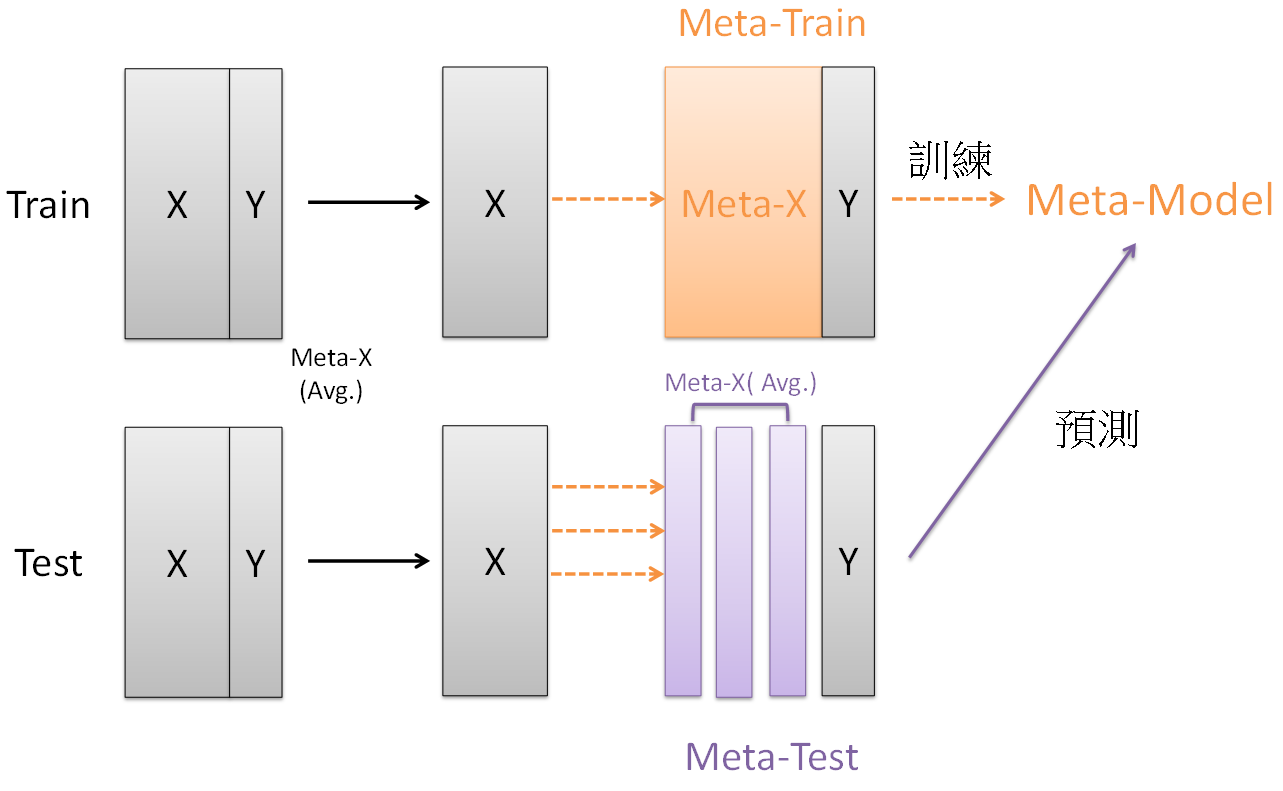 Meta-Train
Train
X
Y
X
Meta-X
Y
訓練
Meta-Model
Meta-X
(Avg.)
Meta-X( Avg.)
預測
Test
X
Y
X
Y
Meta-Test